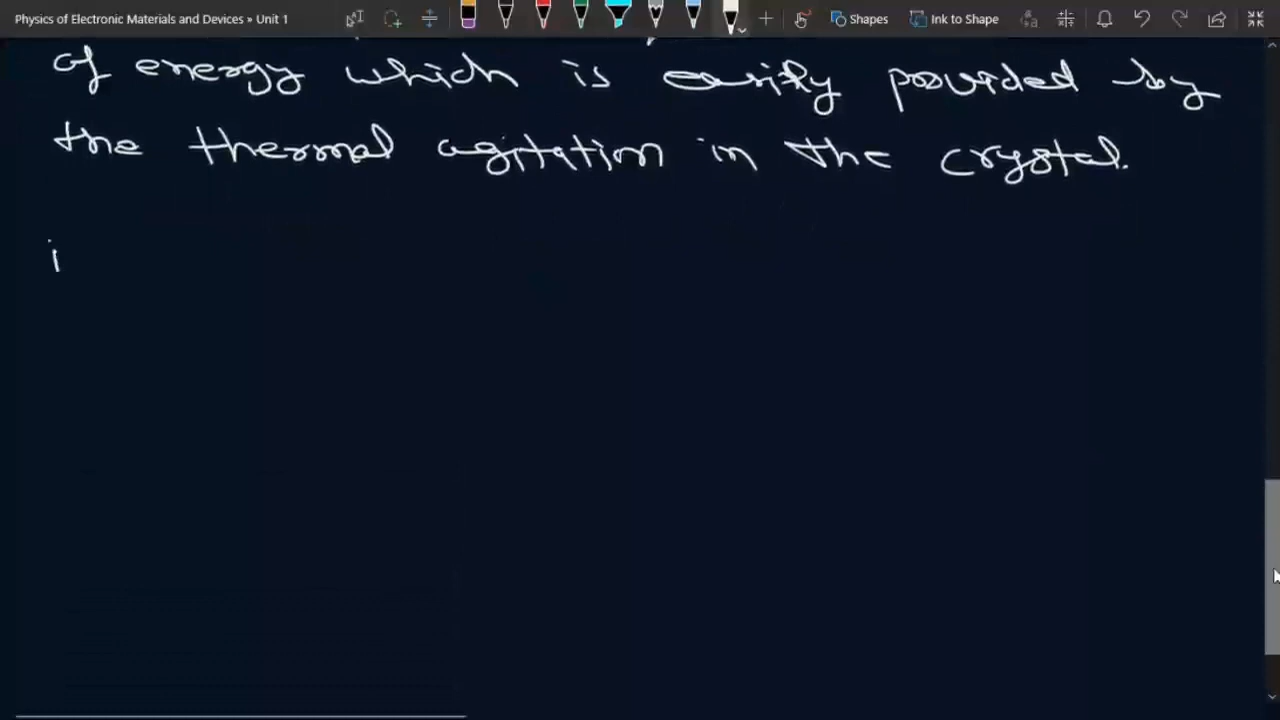 Physics of Electronic Materials and Devices » Unit 1
Shapes
Ink to Shape
of energy which is easily provided by
the thermal agitation in the crystal.
i